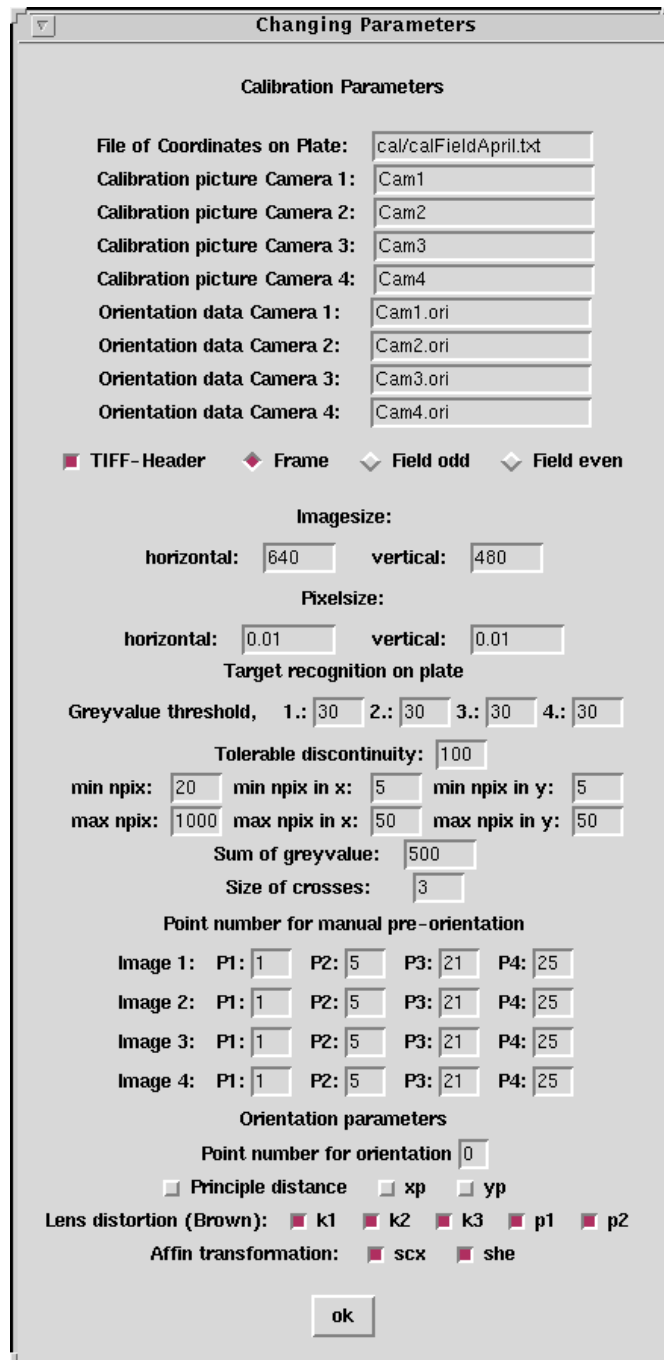 Changing Parameters
Calibration Parameters
File of Coordinates on Plate: cal/calFieldApril.txt
Calibration picture Camera 1: Cam1
Calibration picture Camera 2: Cam2
Calibration picture Camera 3: Cam3
Calibration picture Camera 4: Cam4
Orientation data Camera 1: Cam1.ori
Orientation data Camera 2: Cam2.ori
Orientation data Camera 3: Cam3.ori
Orientation data Camera 4: Cam4.ori
TIFF-Header Frame Field odd Field even
Imagesize:
horizontal: 640 vertical: 480
Pixelsize:
horizontal: 0.01 vertical: 0.01
Target recognition on plate
Greyvalue threshold, 1.: 30 2.: 30 3.: 30 4.: 30
Tolerable discontinuity: 100
min npix: 20 min npix in x: 5 min npix in y: 5
max npix: 1000 max npix in x: 50 max npix in y: 50
Sum of greyvalue: 500
Size of crosses: 3
Point number for manual pre-orientation
Image 1: P1: 1 P2: 5 P3: 21 P4: 25
Image 2: P1: 1 P2: 5 P3: 21 P4: 25
Image 3: P1: 1 P2: 5 P3: 21 P4: 25
Image 4: P1: 1 P2: 5 P3: 21 P4: 25
Orientation parameters
Point number for orientation 0
Principle distance xp yp
Lens distortion (Brown): k1 k2 k3 p1 p2
Affin transformation: scx she
ok